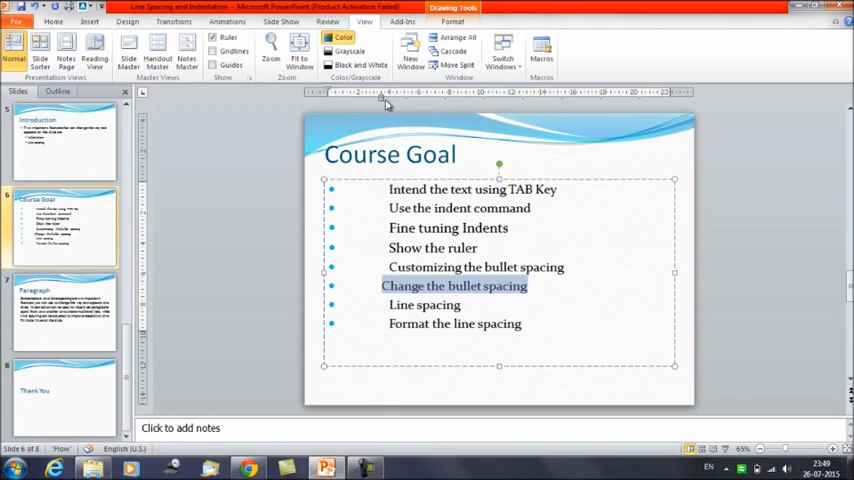 Line Spacing and Indentation - Microsoft PowerPoint (Product Activation Failed)
Drawing Tools
File Home Insert Design Transitions Animations Slide Show Review View Add-Ins Format
Normal
Slide Sorter
Notes Page
Reading View
Presentation Views
Slide Master
Handout Master
Notes Master
Master Views
Ruler
Gridlines
Guides
Show
Zoom
Fit to Window
Zoom
Color
Grayscale
Black and White
Color/Grayscale
New Window
Arrange All
Cascade
Move Split
Window
Switch Windows
Macros
Macros
Slides Outline
5
Introduction
6
Course Goal
7
Paragraph
8
Thank You
Course Goal
Intend the text using TAB Key
Use the indent command
Fine tuning Indents
Show the ruler
Customizing the bullet spacing
Change the bullet spacing
Line spacing
Format the line spacing
Click to add notes
Slide 6 of 8 "Flow" English (U.S.) 65%
EN 23:49
26-07-2015